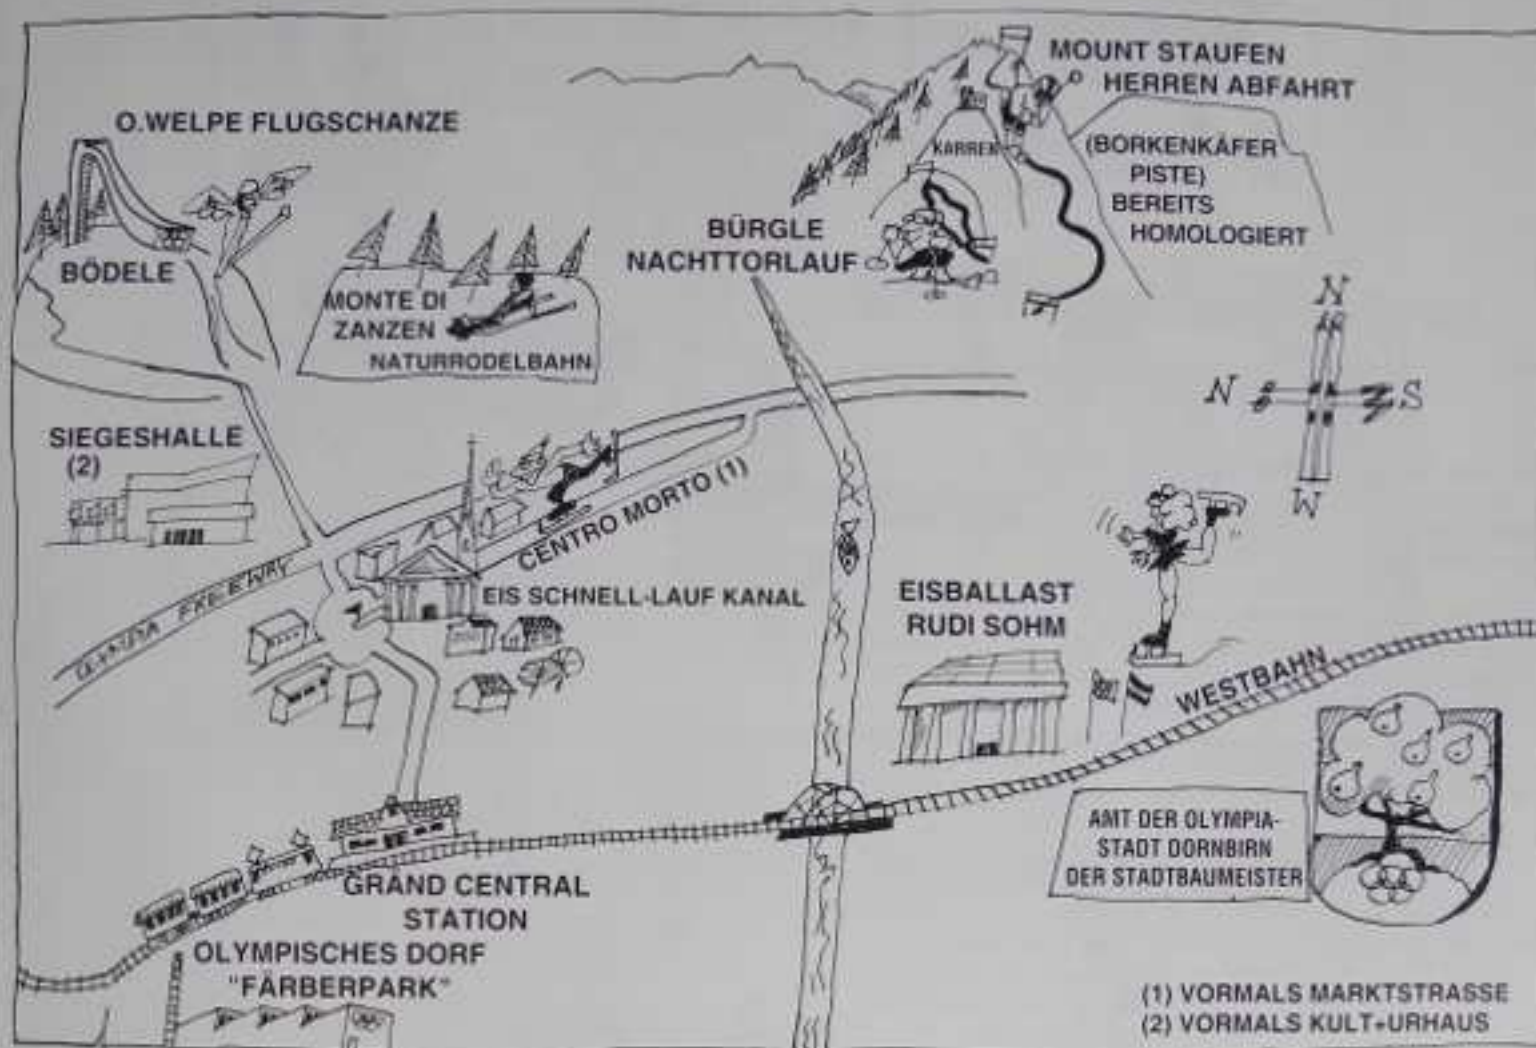 MOUNT STAUFEN
HERREN ABFAHRT
O.WELPE FLUGSCHANZE
KARREN
(BORKENKÄFER
PISTE)
BEREITS
HOMOLOGIERT
BÜRGLE
NACHTTORLAUF
BÖDELE
MONTE DI
ZANZEN
NATURRODELBAHN
N
N
S
W
SIEGESHALLE
(2)
CENTRO MORTO (1)
OLYMPIA FREEWAY
EIS SCHNELL-LAUF KANAL
EISBALLAST
RUDI SOHM
WESTBAHN
AMT DER OLYMPIA-
STADT DORNBIRN
DER STADTBAUMEISTER
GRAND CENTRAL
STATION
OLYMPISCHES DORF
"FÄRBERPARK"
(1) VORMALS MARKTSTRASSE
(2) VORMALS KULT+URHAUS